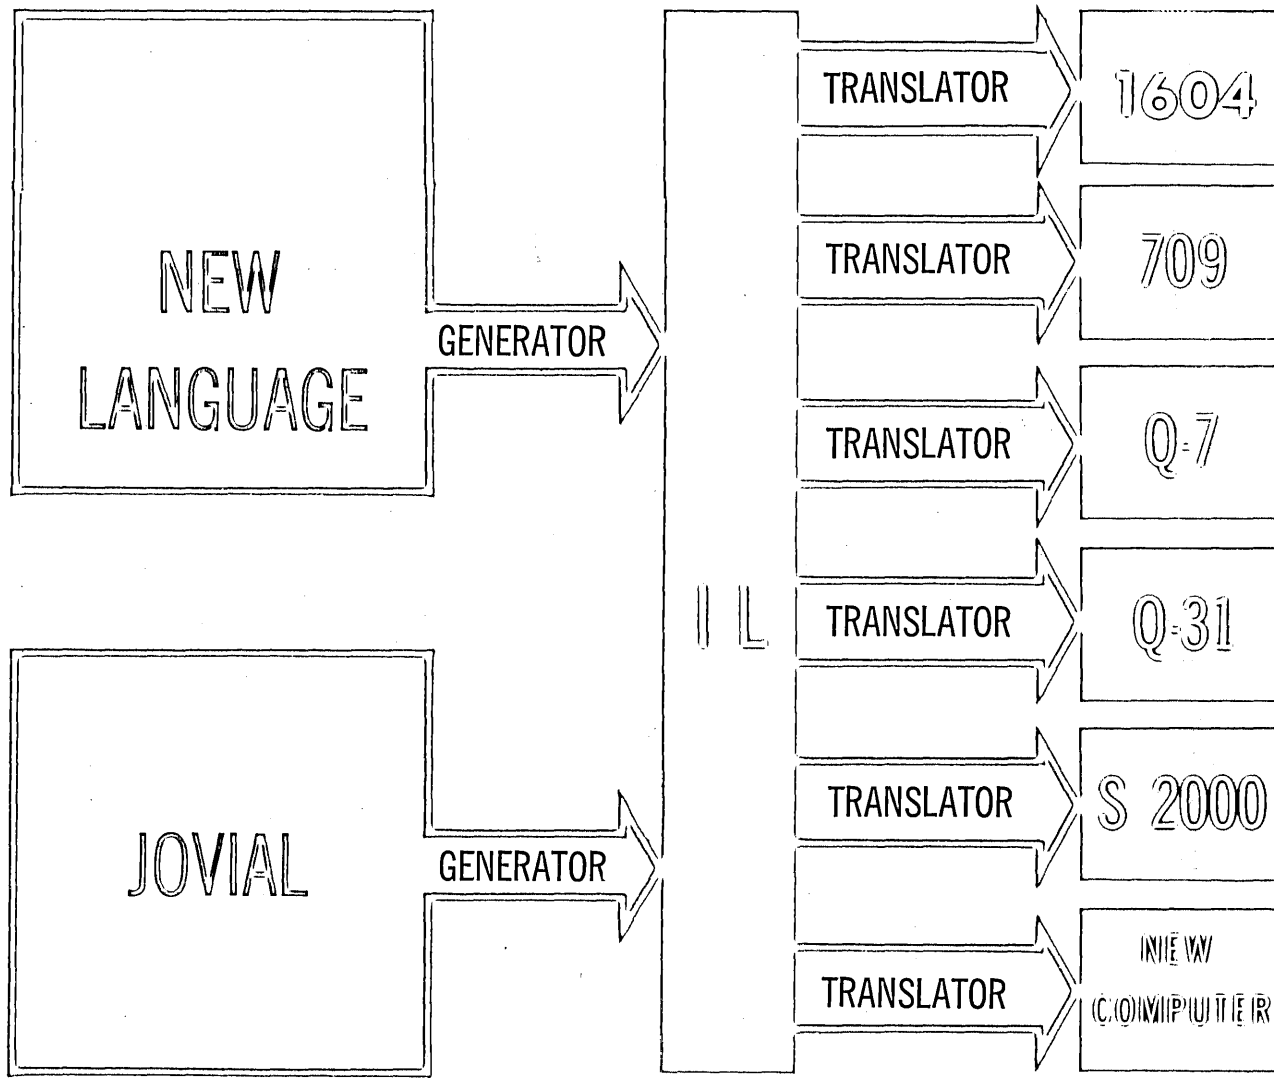 NEW
LANGUAGE
GENERATOR
JOVIAL
GENERATOR
I L
TRANSLATOR
1604
TRANSLATOR
709
TRANSLATOR
Q-7
TRANSLATOR
Q-31
TRANSLATOR
S 2000
TRANSLATOR
NEW
COMPUTER